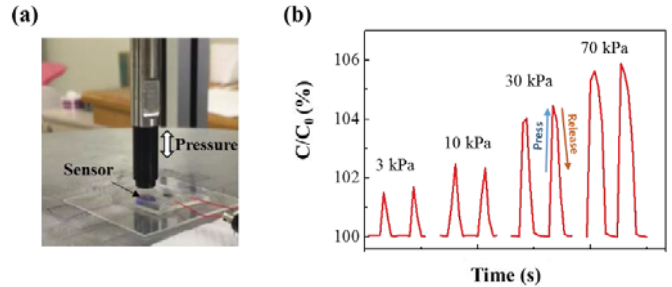 (a)
Pressure
Sensor
(b)
C/C₀ (%)
106
104
102
100
3 kPa
10 kPa
30 kPa
70 kPa
Press
Release
Time (s)